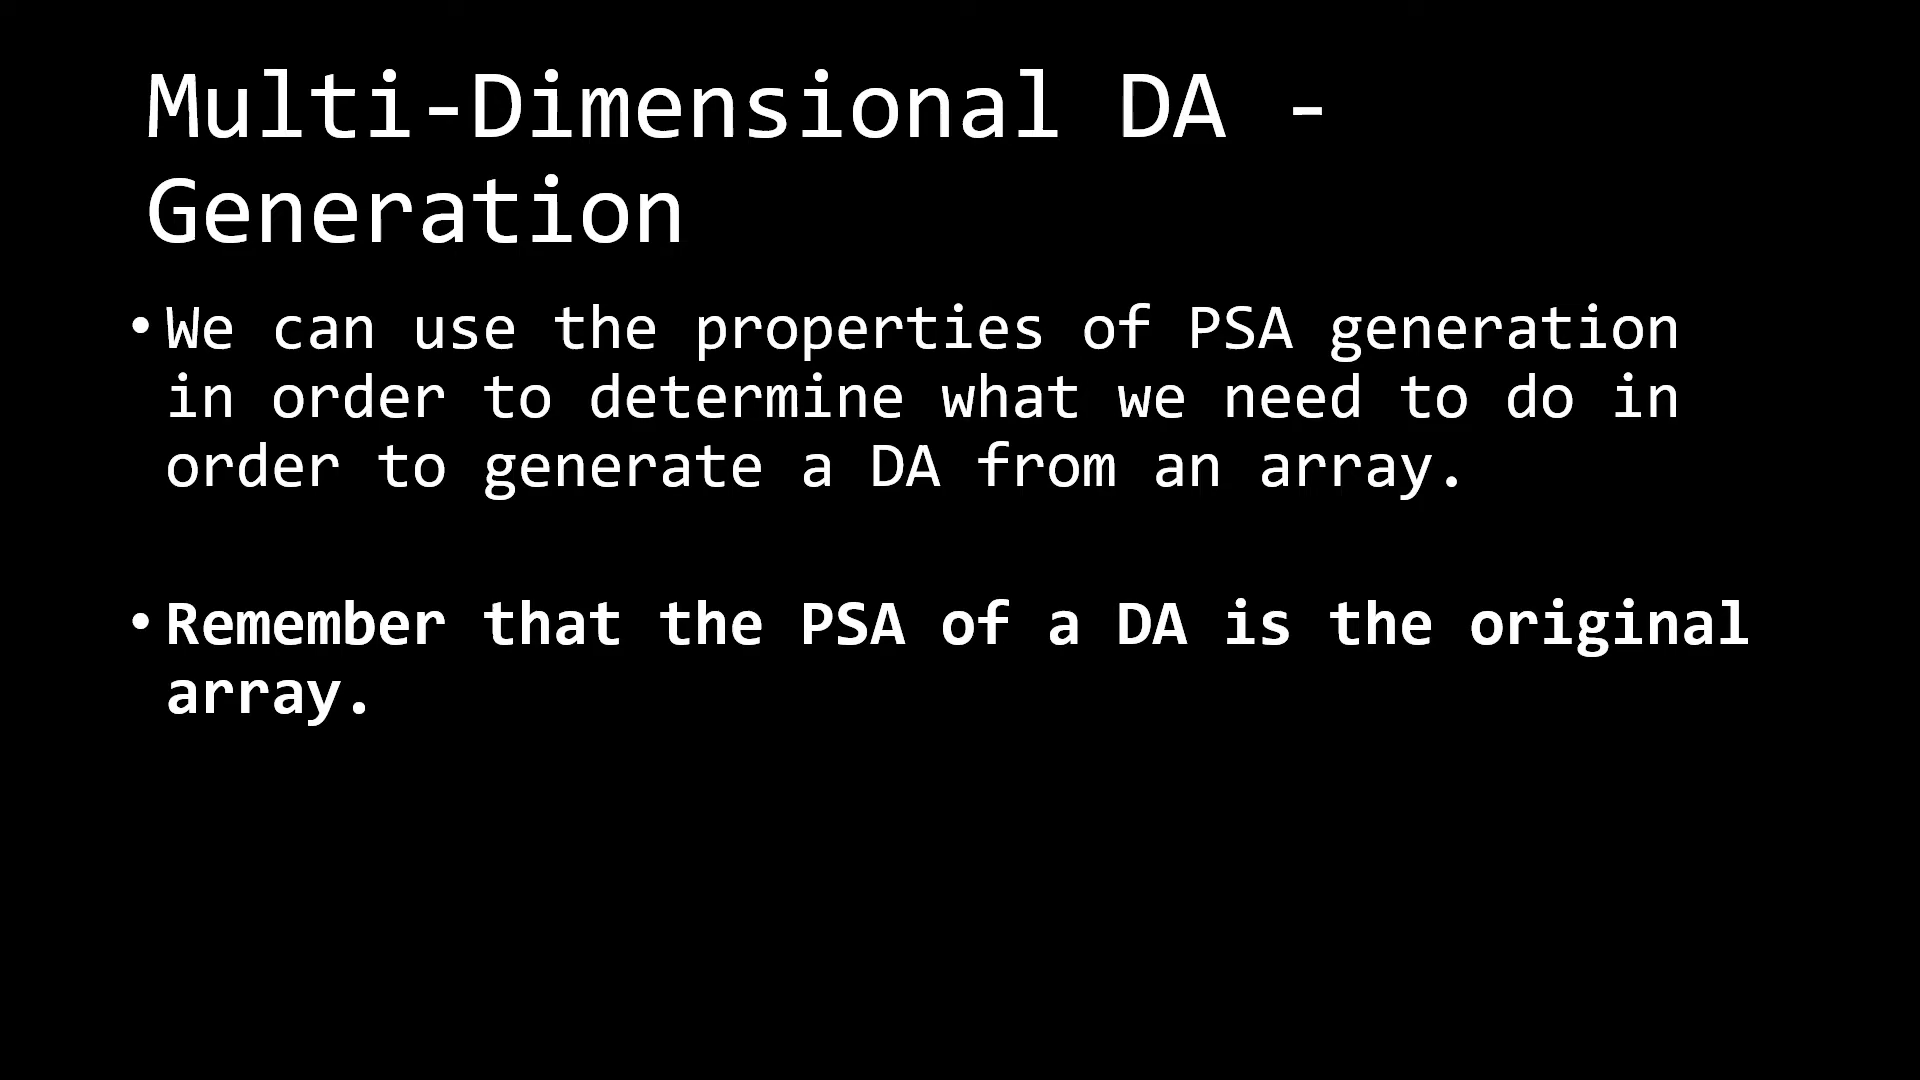 Multi-Dimensional DA -
Generation
• We can use the properties of PSA generation
in order to determine what we need to do in
order to generate a DA from an array.
• Remember that the PSA of a DA is the original
array.